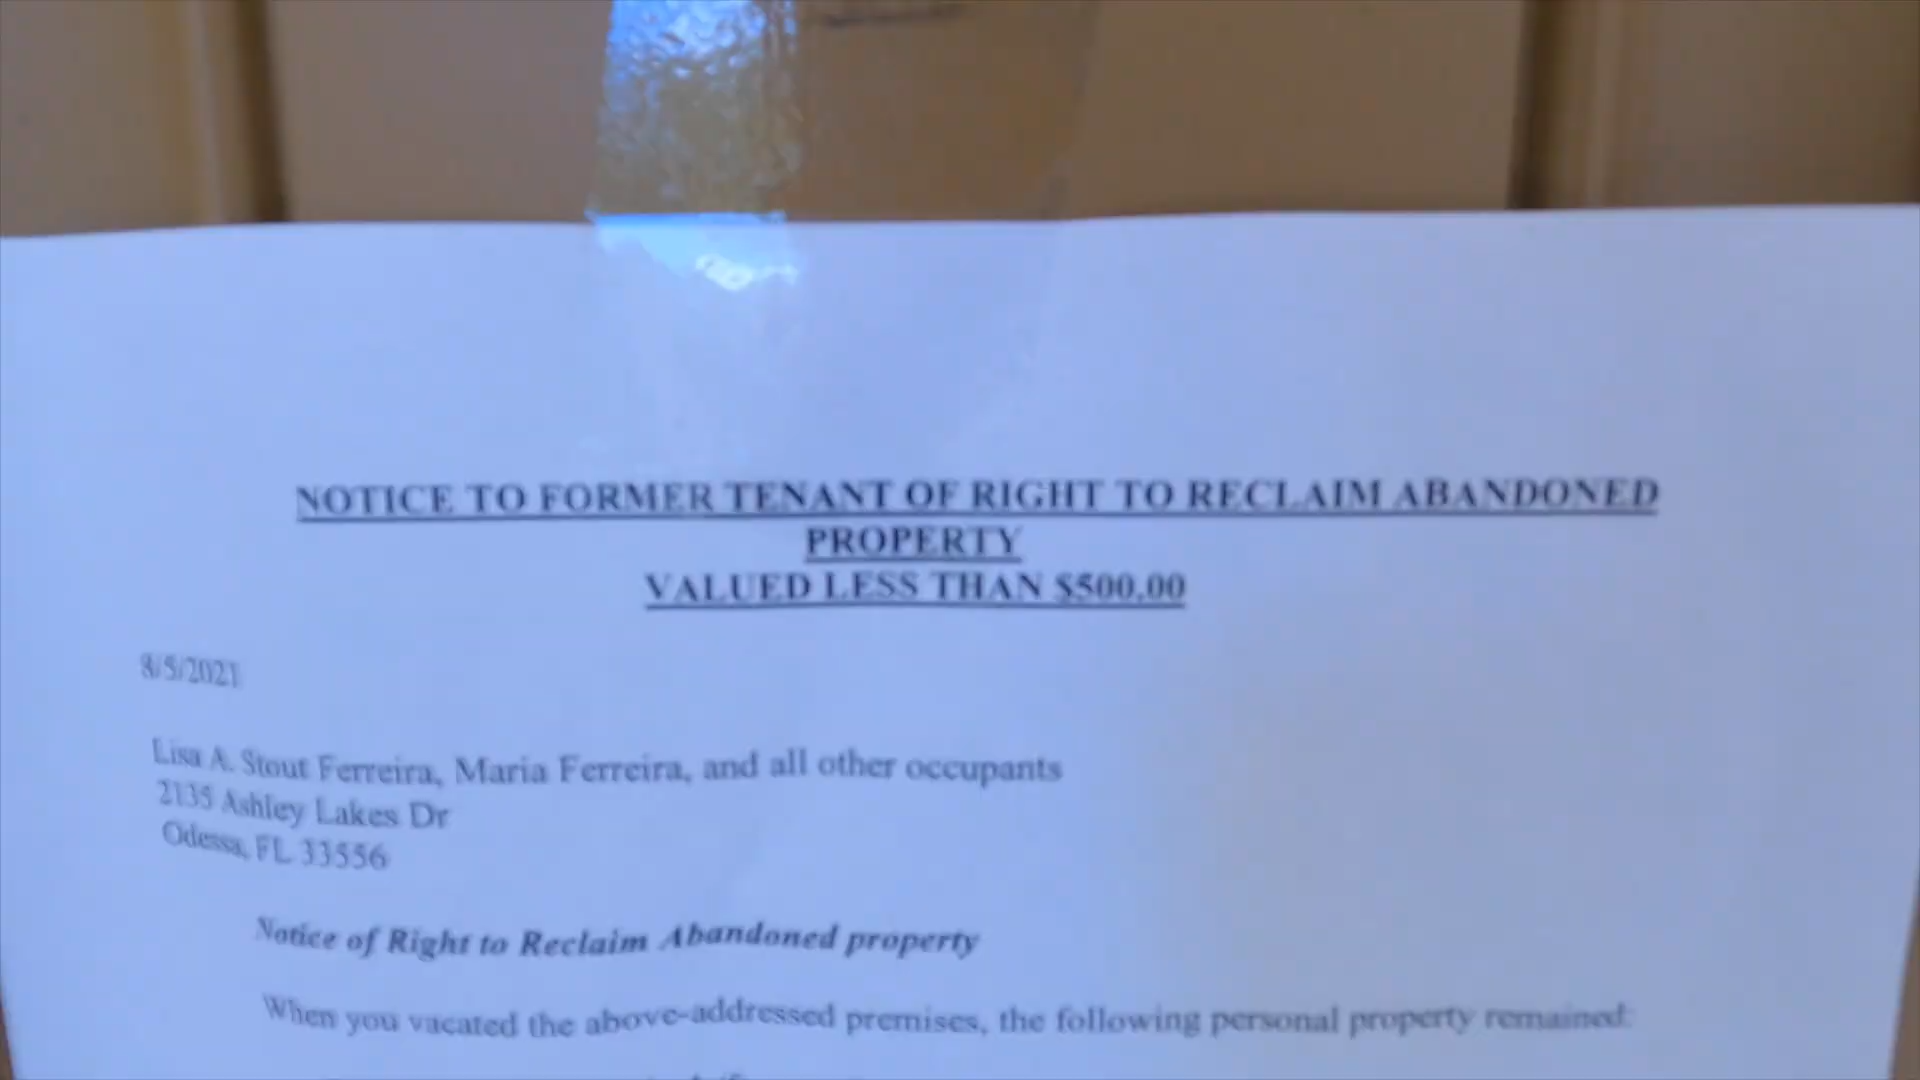 NOTICE TO FORMER TENANT OF RIGHT TO RECLAIM ABANDONED
PROPERTY
VALUED LESS THAN $500.00
8/5/2021
Lisa A. Stout Ferreira, Maria Ferreira, and all other occupants
2135 Ashley Lakes Dr
Odessa, FL 33556
Notice of Right to Reclaim Abandoned property
When you vacated the above-addressed premises, the following personal property remained: